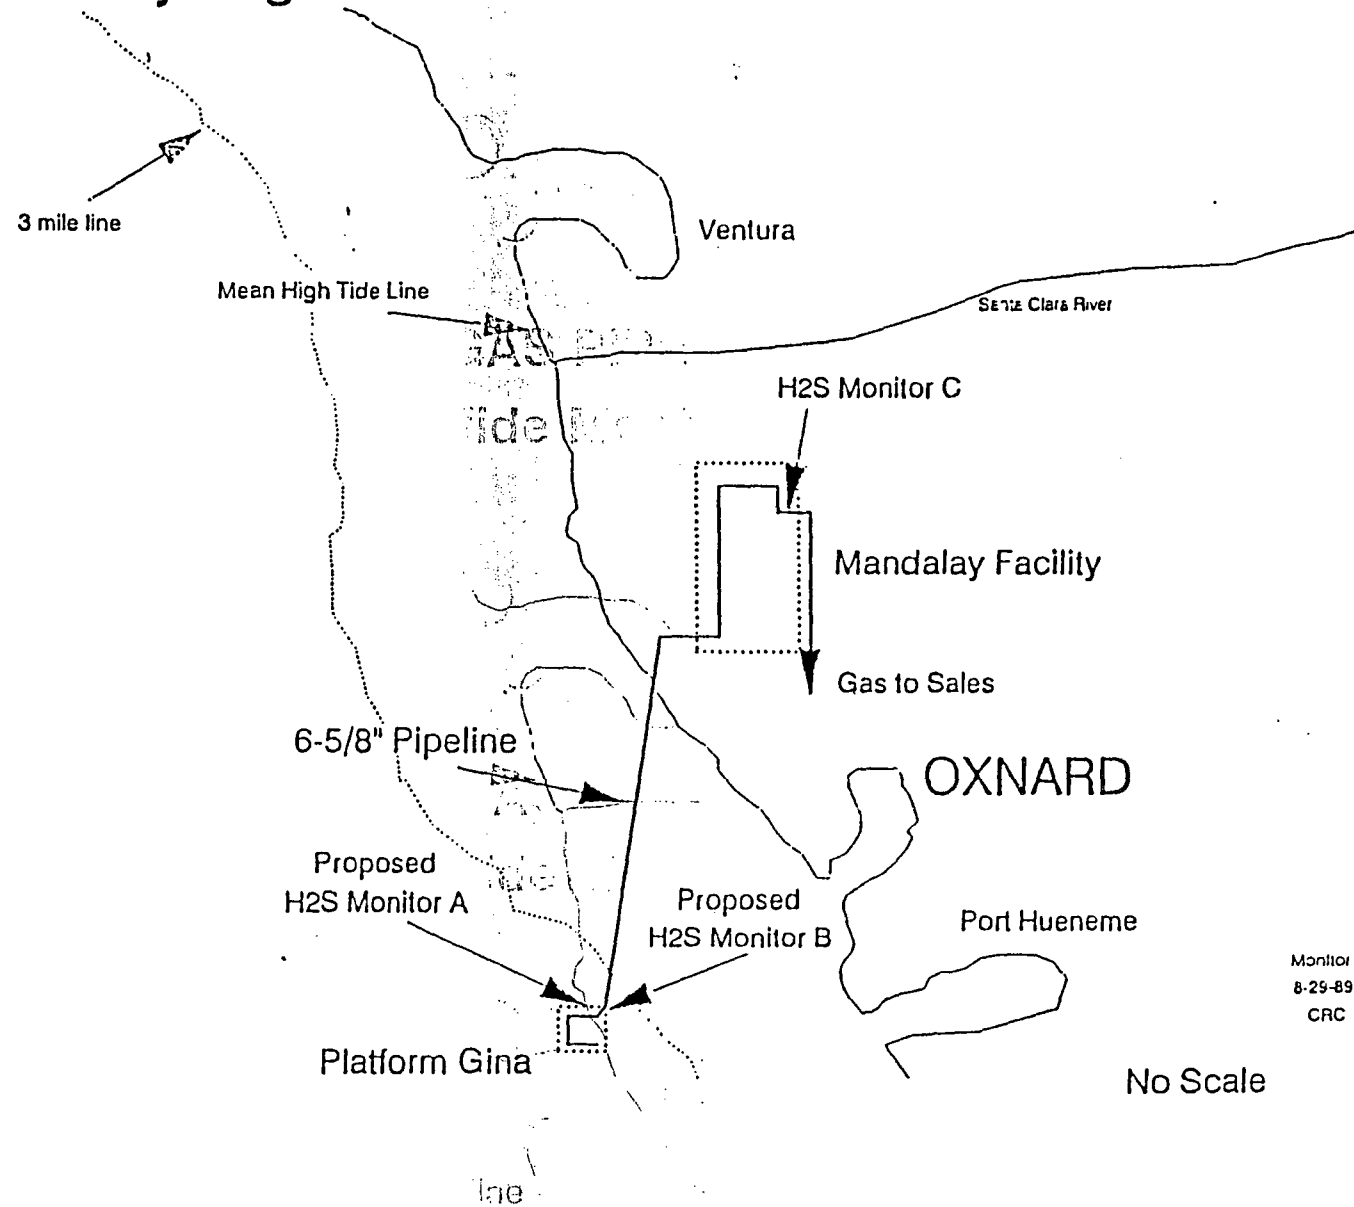 3 mile line
Ventura
Mean High Tide Line
Santa Clara River
H2S Monitor C
Mandalay Facility
Gas to Sales
6-5/8" Pipeline
OXNARD
Proposed
H2S Monitor A
Proposed
H2S Monitor B
Port Hueneme
Monitor
8-29-89
CRC
Platform Gina
No Scale